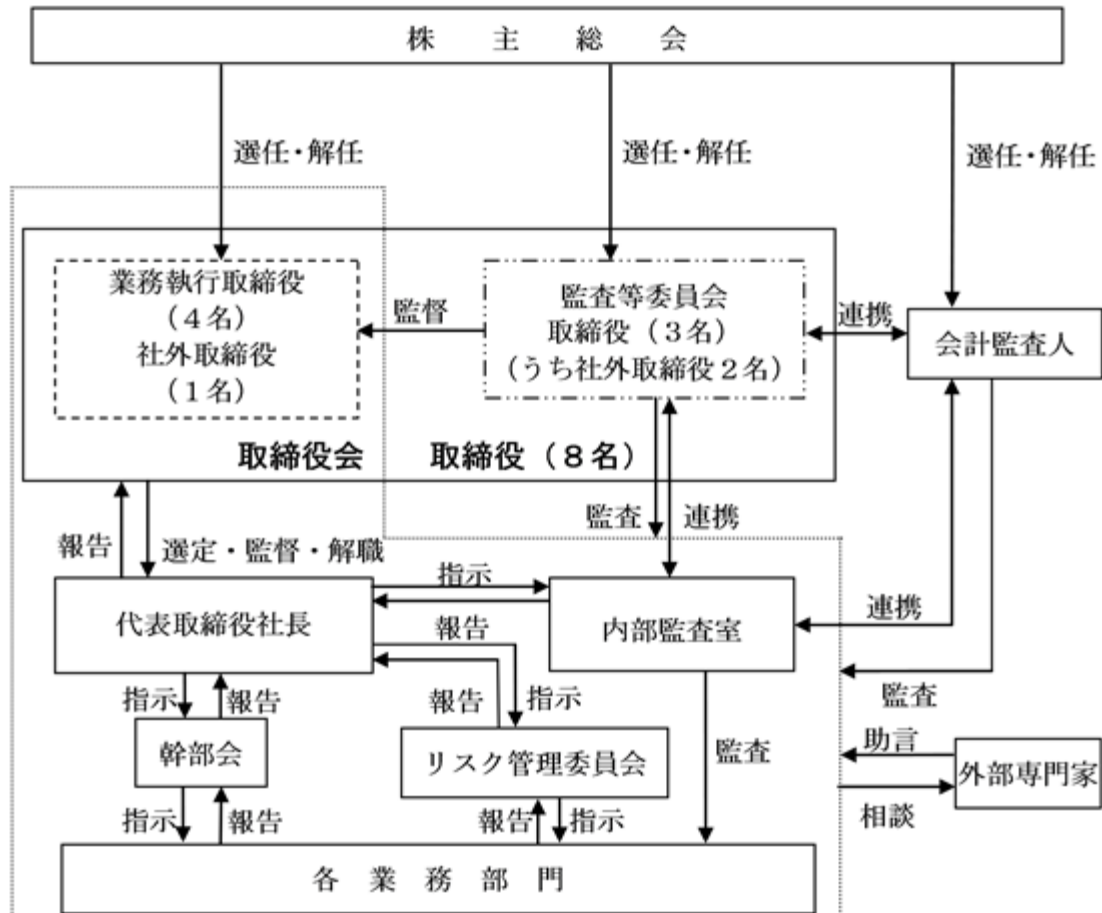 株主総会
選任・解任
選任・解任
選任・解任
業務執行取締役
(4名)
社外取締役
(1名)
監督
監査等委員会
取締役(3名)
(うち社外取締役2名)
連携
会計監査人
取締役会
取締役(8名)
報告
選定・監督・解職
監査
連携
指示
代表取締役社長
内部監査室
連携
報告
監査
指示
報告
報告
指示
幹部会
リスク管理委員会
監査
助言
外部専門家
相談
指示
報告
報告
指示
各業務部門